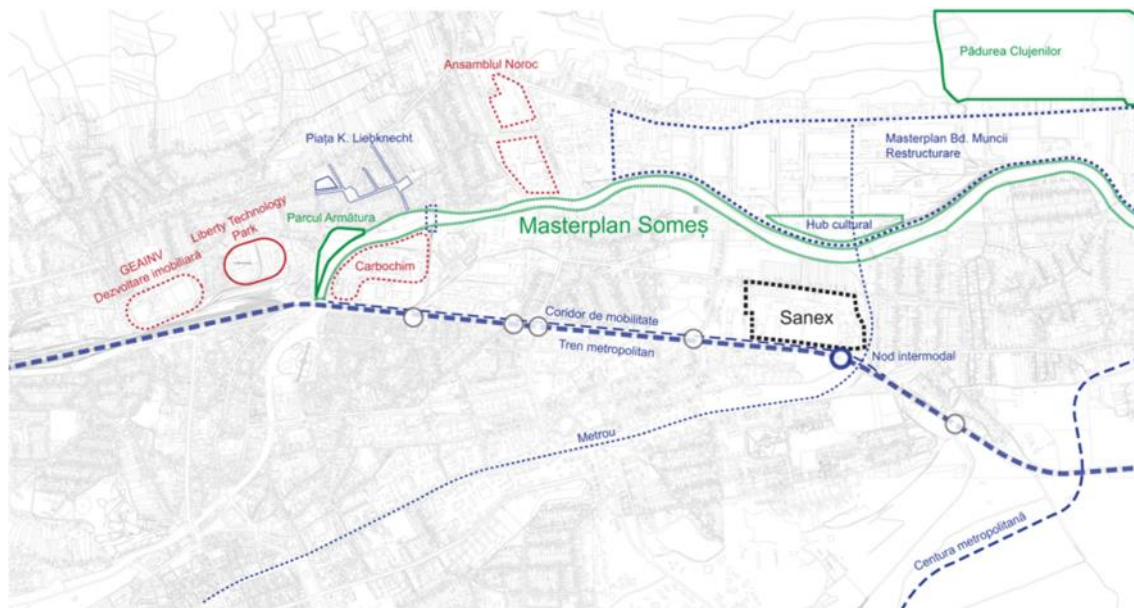 Pădurea Clujenilor
Ansamblul Noroc
Piața K. Liebknecht
Masterplan Bd. Muncii
Restructurare
Liberty Technology
Park
Parcul Armătura
Masterplan Someș
Hub cultural
GEAINV
Dezvoltare imobiliară
Carbochim
Coridor de mobilitate
Sanex
Tren metropolitan
Nod intermodal
Metrou
Centura metropolitană